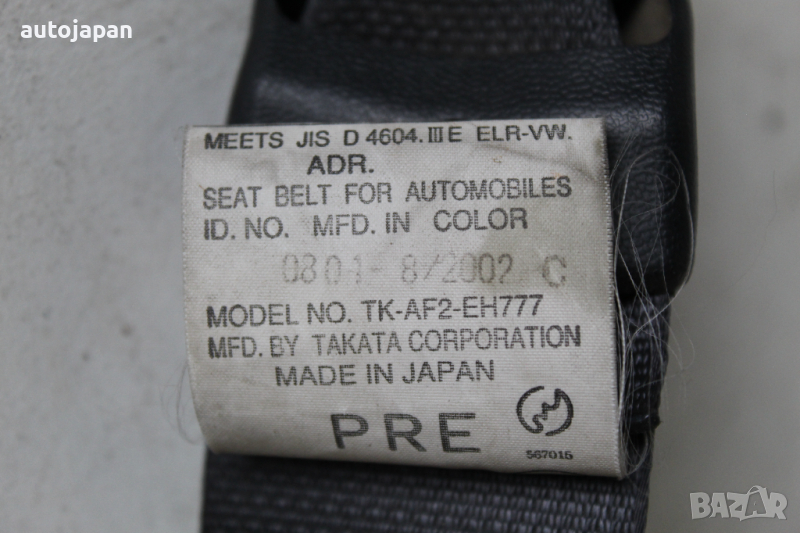 autojapan
MEETS JIS D 4604. III E ELR-VW.
ADR.
SEAT BELT FOR AUTOMOBILES
ID. NO. MFD. IN COLOR
0801- 8/2002 C
MODEL NO. TK-AF2-EH777
MFD. BY TAKATA CORPORATION
MADE IN JAPAN
PRE
567015
BAZAR